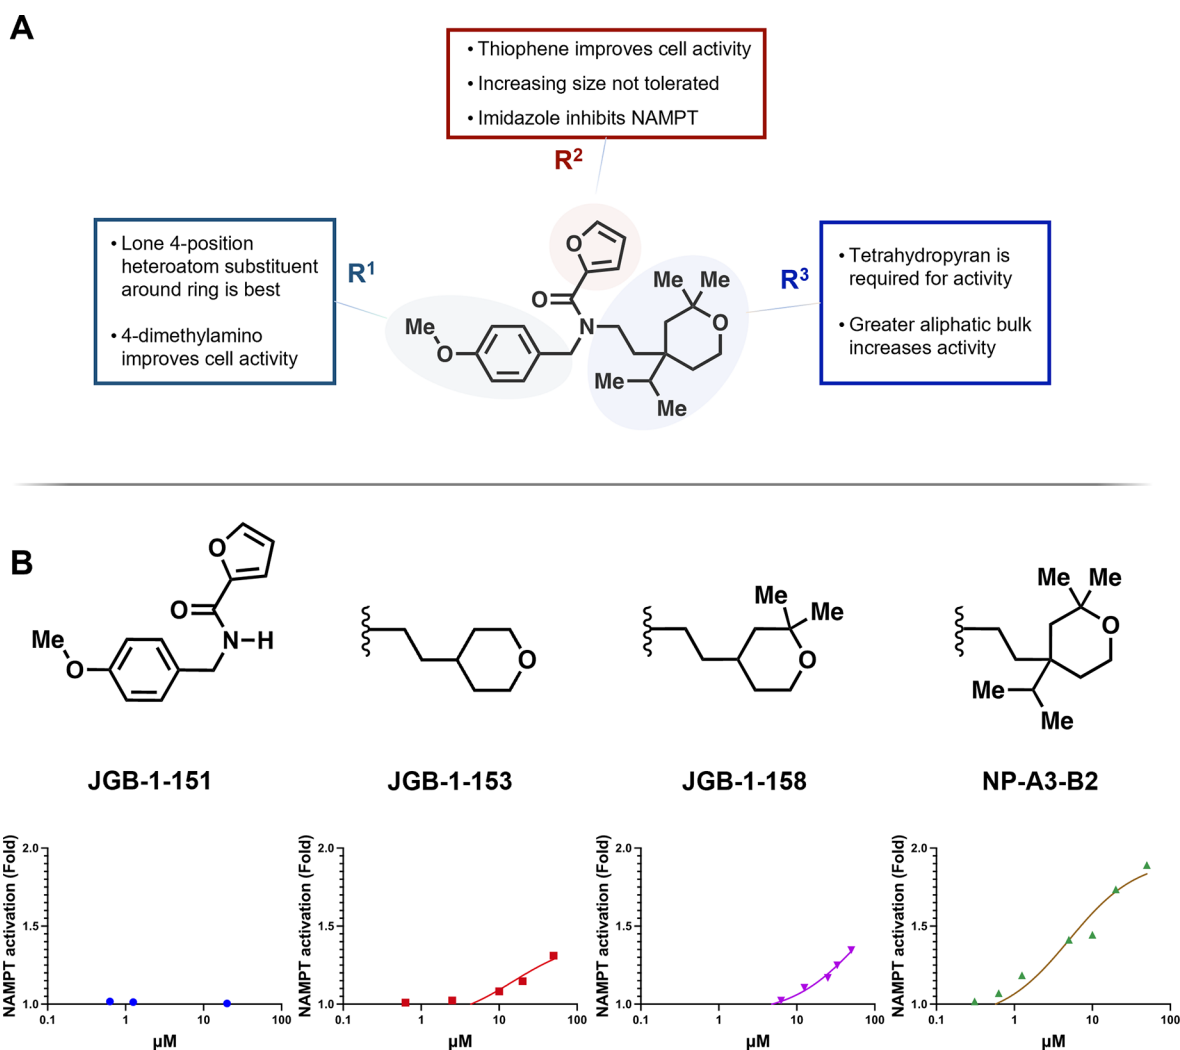 A
• Thiophene improves cell activity
• Increasing size not tolerated
• Imidazole inhibits NAMPT
R²
• Lone 4-position
heteroatom substituent
around ring is best
• 4-dimethylamino
improves cell activity
R¹
R³
• Tetrahydropyran is
required for activity
• Greater aliphatic bulk
increases activity
O
Me Me
O
O
N
Me
O
Me
Me
B
O
O
N H
Me
O
O
Me
Me
O
Me Me
O
Me
Me
JGB-1-151
JGB-1-153
JGB-1-158
NP-A3-B2
NAMPT activation (Fold)
2.0
1.5
1.0
0.1 1 10 100
µM
NAMPT activation (Fold)
2.0
1.5
1.0
0.1 1 10 100
µM
NAMPT activation (Fold)
2.0
1.5
1.0
0.1 1 10 100
µM
NAMPT activation (Fold)
2.0
1.5
1.0
0.1 1 10 100
µM